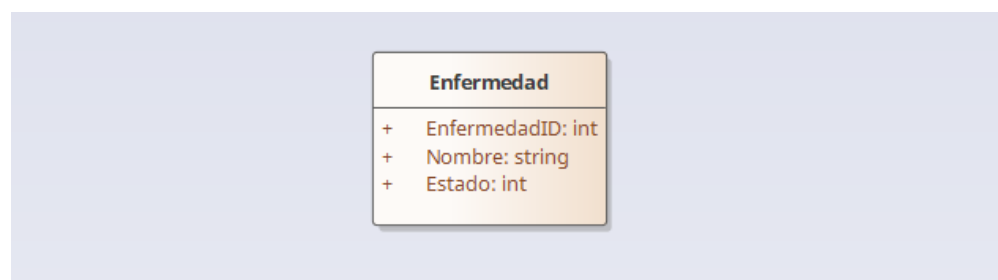 Enfermedad
+ EnfermedadID: int
+ Nombre: string
+ Estado: int